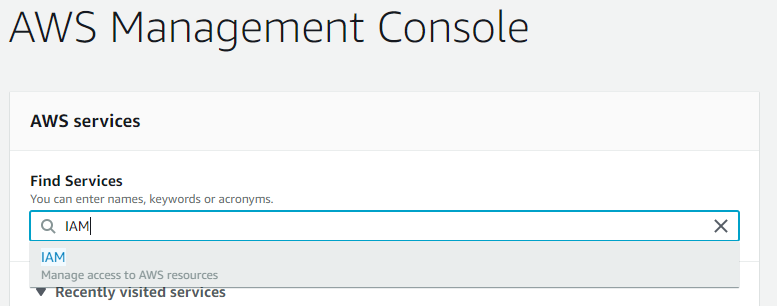 AWS Management Console
AWS services
Find Services
You can enter names, keywords or acronyms.
IAM
IAM
Manage access to AWS resources
Recently visited services